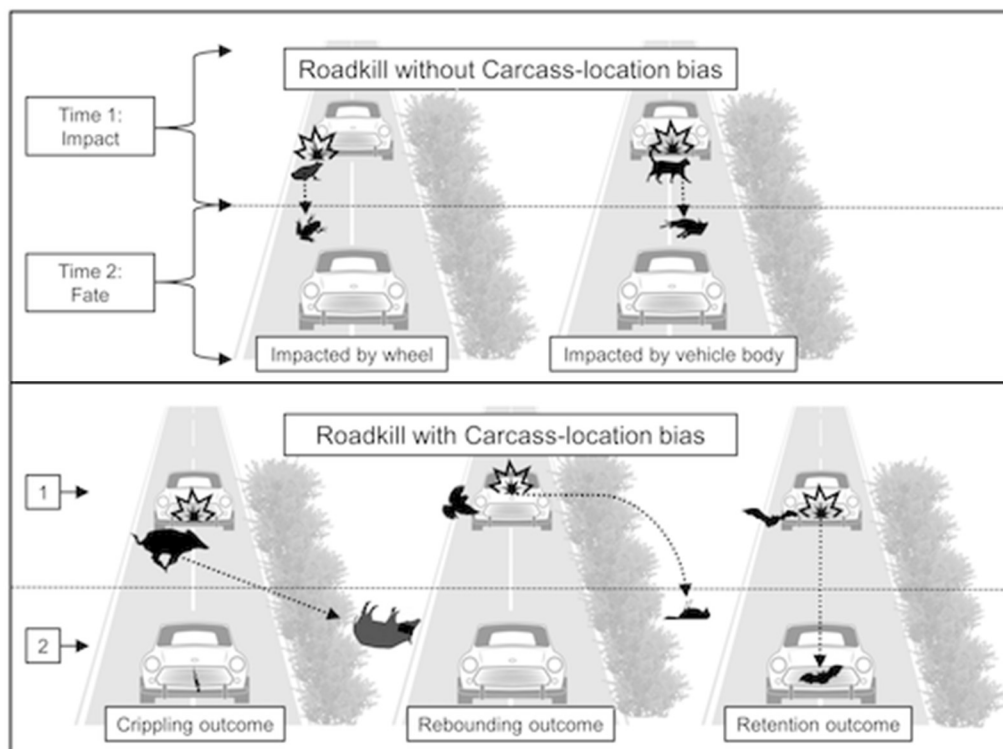 Roadkill without Carcass-location bias
Time 1:
Impact
Time 2:
Fate
Impacted by wheel
Impacted by vehicle body
Roadkill with Carcass-location bias
1
2
Crippling outcome
Rebounding outcome
Retention outcome